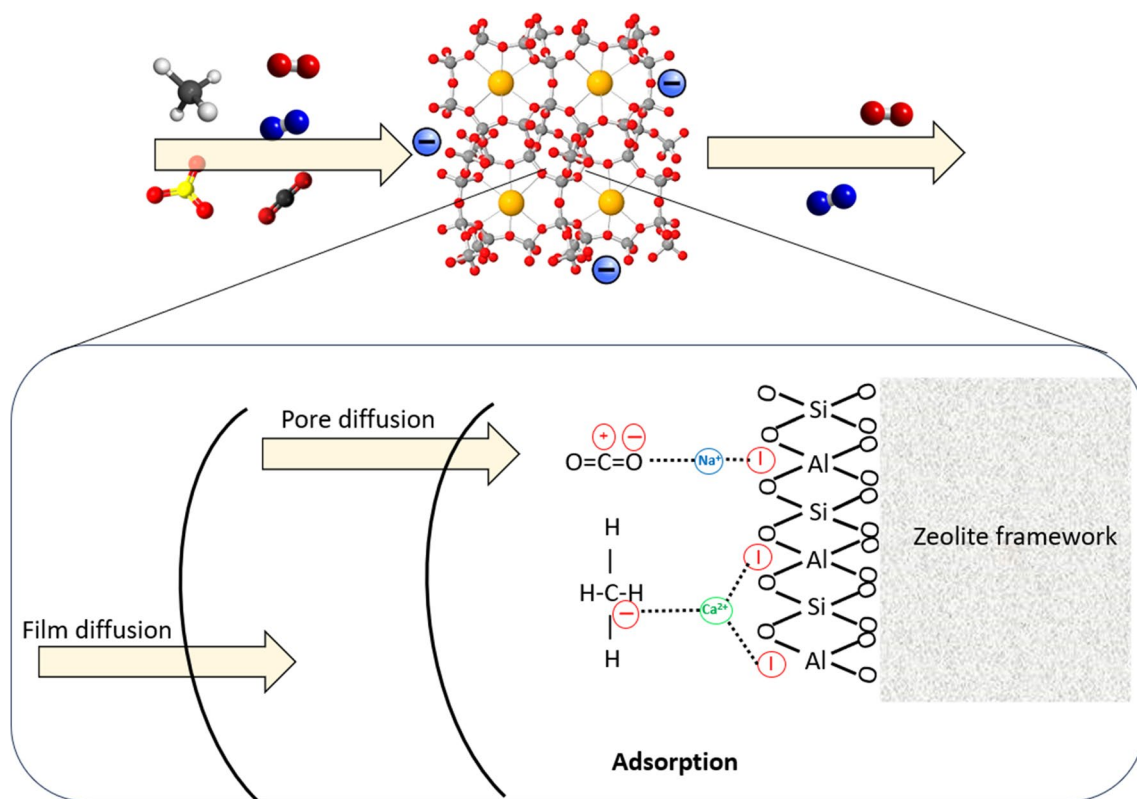 Pore diffusion
Film diffusion
+ −
O=C=O
Na⁺
I
H
H-C-H
−
H
Ca²⁺
I
I
O O
Si
O O
O Al O
O O
Si
O O
O Al O
O O
Si
O O
Al O
Zeolite framework
Adsorption